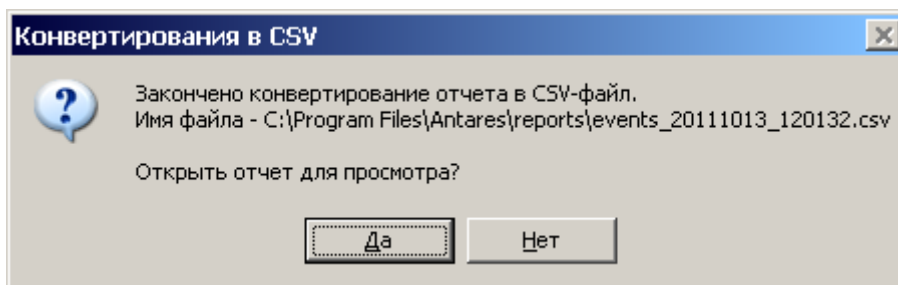 Конвертирования в CSV
Закончено конвертирование отчета в CSV-файл.
Имя файла - C:\Program Files\Antares\reports\events_20111013_120132.csv
Открыть отчет для просмотра?
Да Нет